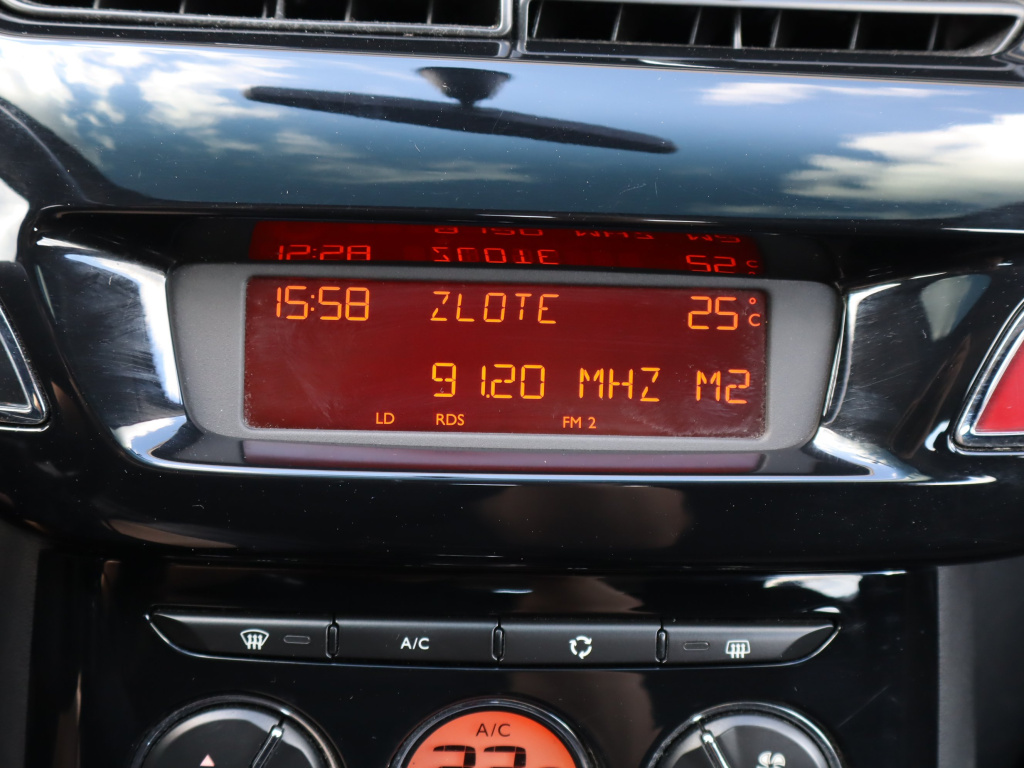 15:58 ZLOTE 25°C
91.20 MHZ M2
LD RDS FM 2
A/C
A/C